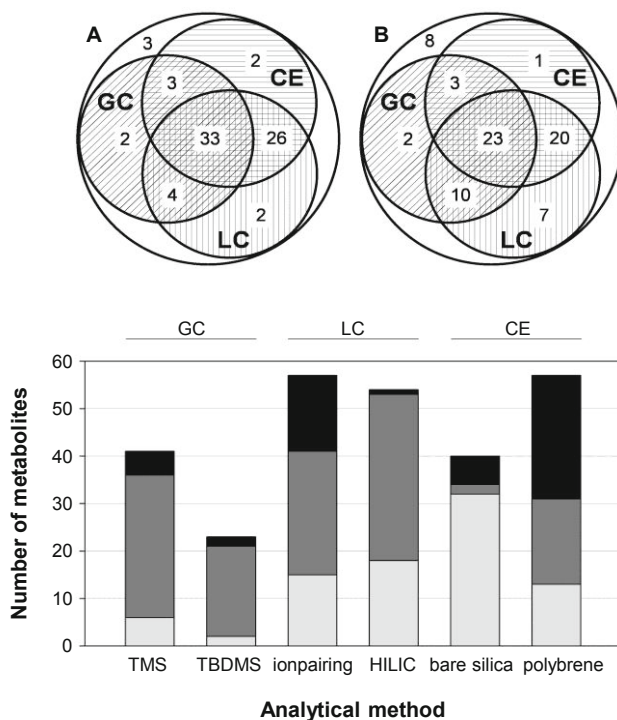 A
3
2
CE
3
GC
2
33
26
4
2
LC
B
8
1
CE
3
GC
2
23
20
10
7
LC
GC LC CE
60
50
40
30
20
10
0
Number of metabolites
TMS TBDMS ionpairing HILIC bare silica polybrene
Analytical method